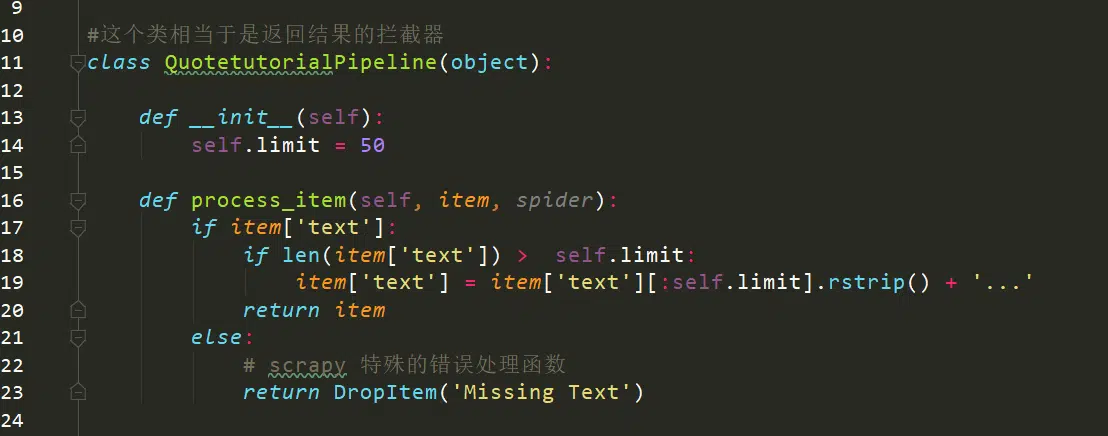 9
10 #这个类相当于是返回结果的拦截器
11 class QuotetutorialPipeline(object):
12
13 def __init__(self):
14 self.limit = 50
15
16 def process_item(self, item, spider):
17 if item['text']:
18 if len(item['text']) >  self.limit:
19 item['text'] = item['text'][:self.limit].rstrip() + '...'
20 return item
21 else:
22 # scrapy 特殊的错误处理函数
23 return DropItem('Missing Text')
24